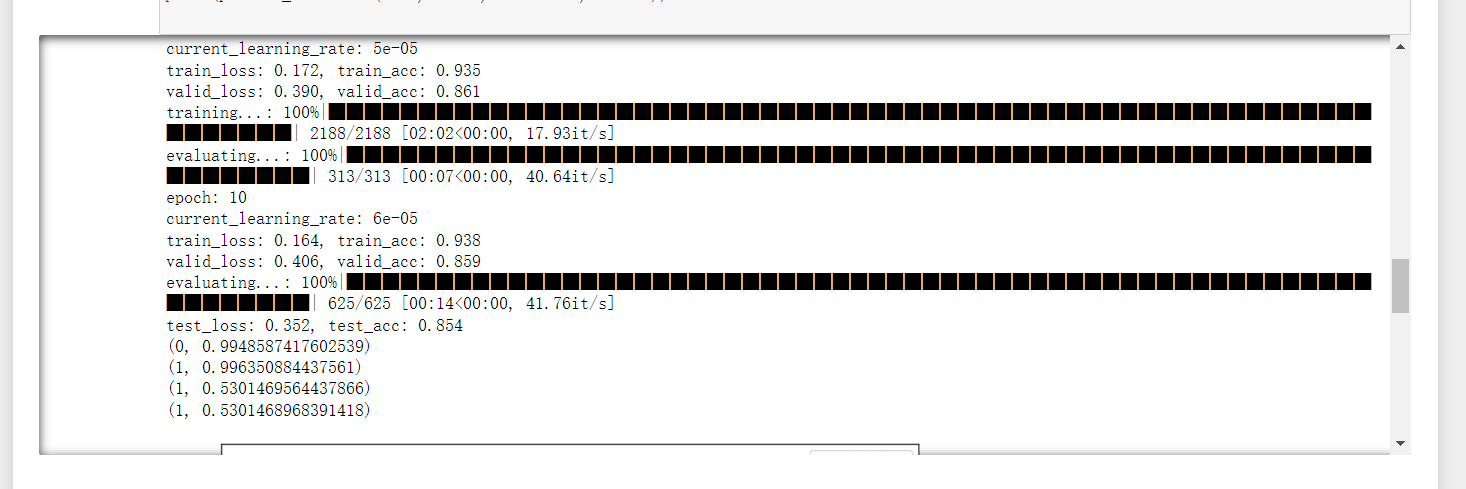 current_learning_rate: 5e-05
train_loss: 0.172, train_acc: 0.935
valid_loss: 0.390, valid_acc: 0.861
training...: 100%|
| 2188/2188 [02:02<00:00, 17.93it/s]
evaluating...: 100%|
| 313/313 [00:07<00:00, 40.64it/s]
epoch: 10
current_learning_rate: 6e-05
train_loss: 0.164, train_acc: 0.938
valid_loss: 0.406, valid_acc: 0.859
evaluating...: 100%|
| 625/625 [00:14<00:00, 41.76it/s]
test_loss: 0.352, test_acc: 0.854
(0, 0.9948587417602539)
(1, 0.996350884437561)
(1, 0.5301469564437866)
(1, 0.5301468968391418)